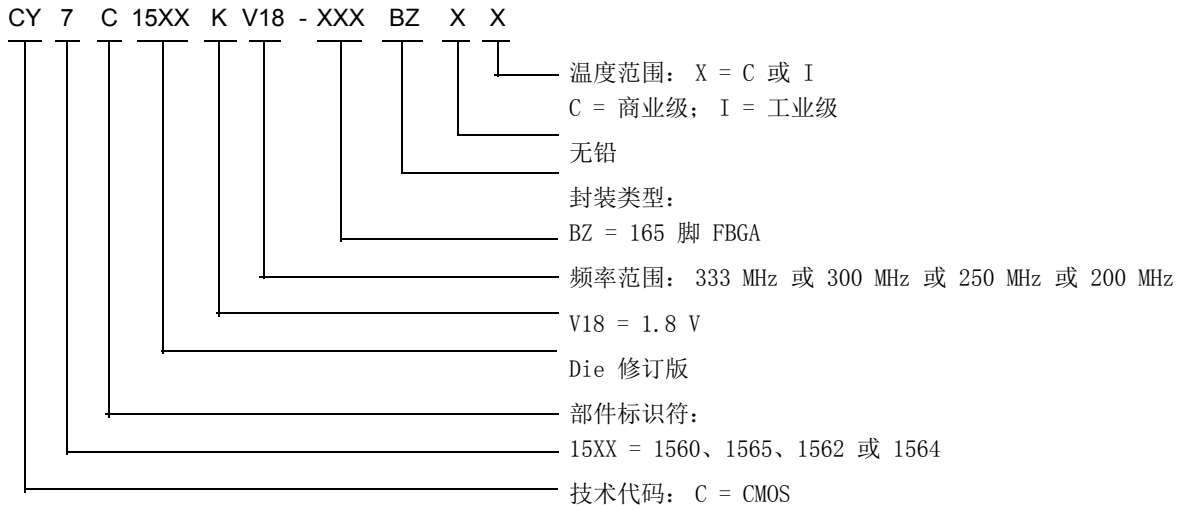 CY 7 C 15XX K V18 - XXX BZ X X
温度范围： X = C 或 I
C = 商业级； I = 工业级
无铅
封装类型：
BZ = 165 脚 FBGA
频率范围： 333 MHz 或 300 MHz 或 250 MHz 或 200 MHz
V18 = 1.8 V
Die 修订版
部件标识符：
15XX = 1560、1565、1562 或 1564
技术代码： C = CMOS